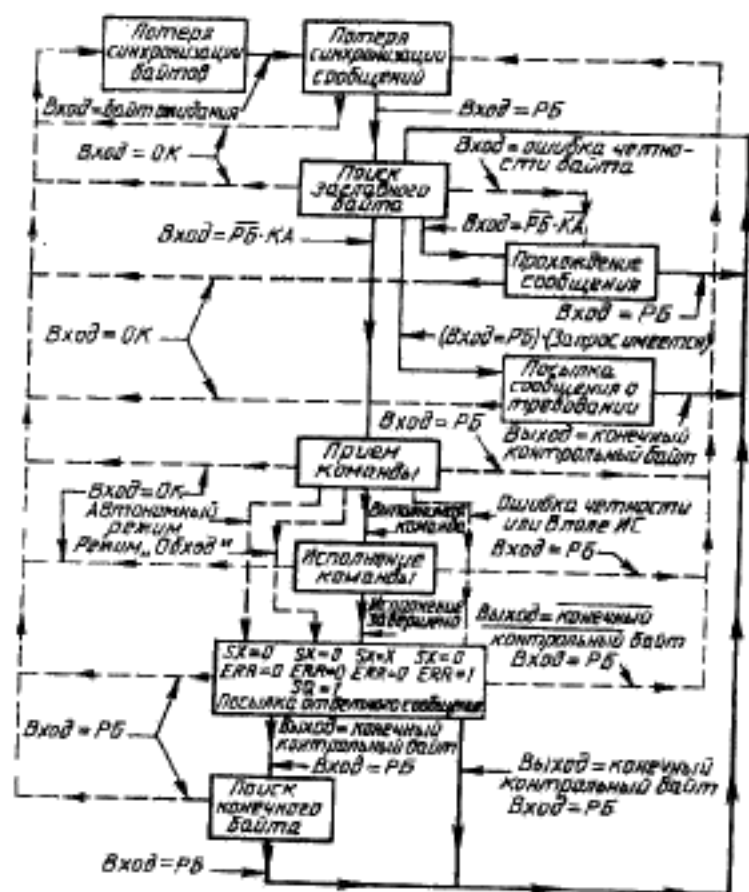 Потеря
синхронизации
байтов
Потеря
синхронизации
сообщений
Вход=байт ожидания
Вход=РБ
Вход=ОК
Вход=ошибка четно-
сти байта
Поиск
заглавного
байта
Вход=РБ·КА
Вход=РБ·КА
Прохождение
сообщения
Вход=РБ
Вход=ОК
(Вход=РБ)·(Запрос имеется)
Посылка
сообщения о
требовании
Выход=конечный
контрольный байт
Вход=РБ
Прием
команды
Вход=ОК
Автономный
режим
Режим „Обход"
команда
Ошибка четности
или в поле ИС
Вход=РБ
Исполнение
команды
Исполнение
завершено
Выход=конечный
контрольный байт
Вход=РБ
SX=0 SX=0 SX=X SX=0
ERR=0 ERR=0 ERR=0 ERR=1
SQ=1
Посылка ответного сообщения
Выход=конечный
контрольный байт
Вход=РБ
Вход=РБ
Выход=конечный
контрольный байт
Вход=РБ
Поиск
конечного
байта
Вход=РБ